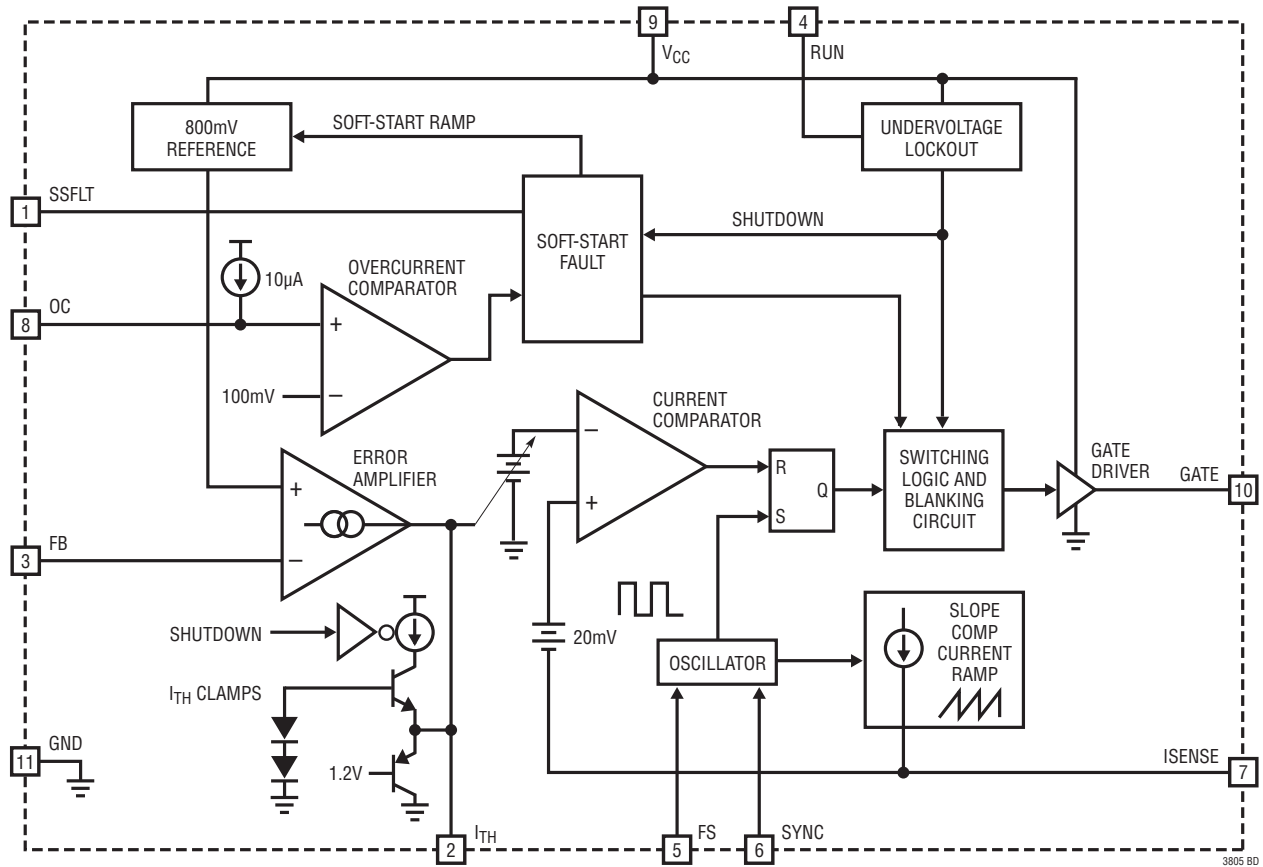 9
4
V_CC
RUN
800mV
REFERENCE
SOFT-START RAMP
UNDERVOLTAGE
LOCKOUT
1
SSFLT
SHUTDOWN
SOFT-START
FAULT
OVERCURRENT
COMPARATOR
10µA
8
OC
+
100mV
–
CURRENT
COMPARATOR
ERROR
AMPLIFIER
–
+
+
–
R
S
Q
SWITCHING
LOGIC AND
BLANKING
CIRCUIT
GATE
DRIVER
GATE
10
3
FB
SHUTDOWN
20mV
OSCILLATOR
SLOPE
COMP
CURRENT
RAMP
I_TH CLAMPS
11
GND
1.2V
ISENSE
7
2
I_TH
5
FS
6
SYNC
3805 BD